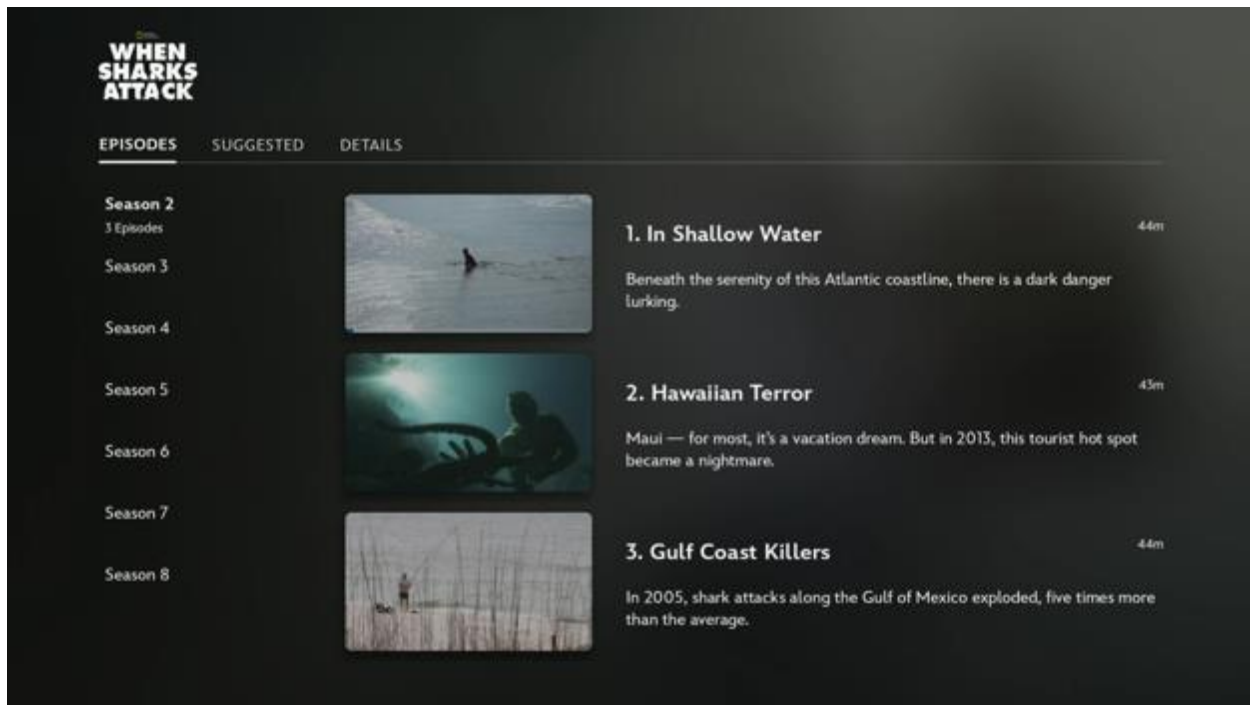 WHEN
SHARKS
ATTACK
EPISODES SUGGESTED DETAILS
Season 2
3 Episodes
Season 3
Season 4
Season 5
Season 6
Season 7
Season 8
1. In Shallow Water
44m
Beneath the serenity of this Atlantic coastline, there is a dark danger
lurking.
2. Hawaiian Terror
43m
Maui — for most, it's a vacation dream. But in 2013, this tourist hot spot
became a nightmare.
3. Gulf Coast Killers
44m
In 2005, shark attacks along the Gulf of Mexico exploded, five times more
than the average.